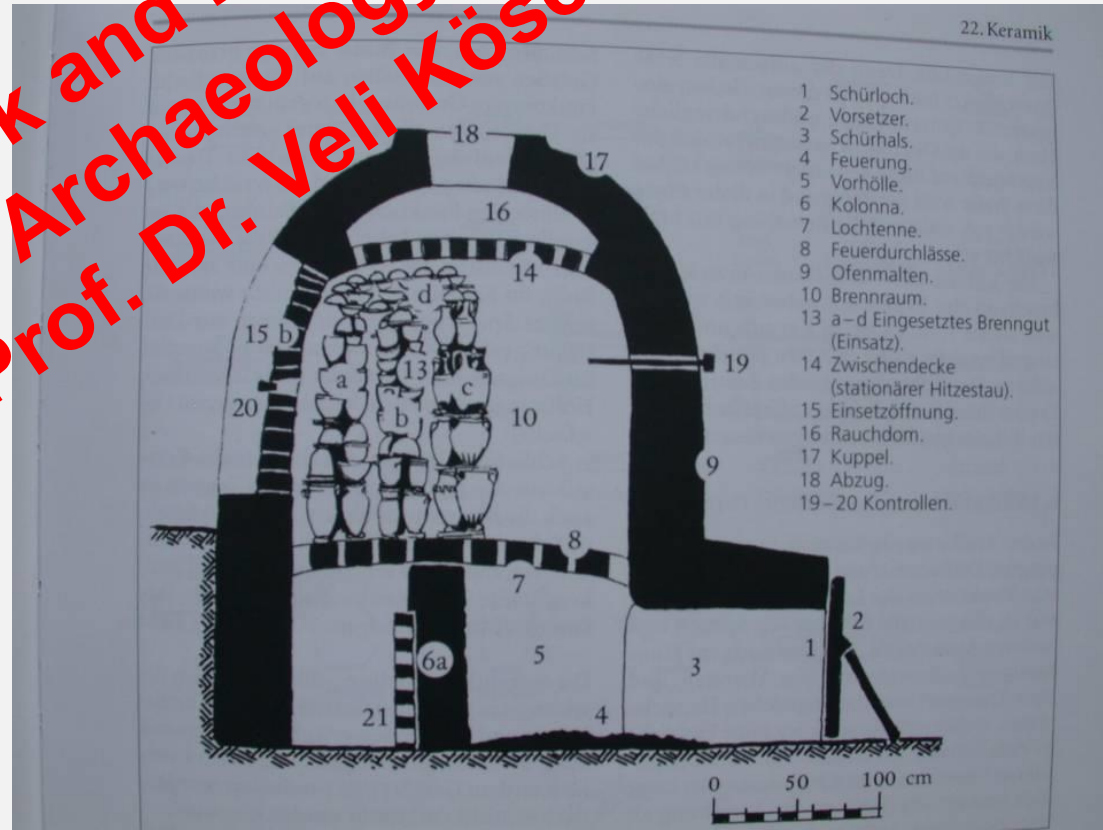 22. Keramik
and
Archaeology
Prof. Dr. Veli
1 Schürloch.
2 Vorsetzer.
3 Schürhals.
4 Feuerung.
5 Vorhölle.
6 Kolonna.
7 Lochtenne.
8 Feuerdurchlässe.
9 Ofenmalten.
10 Brennraum.
13 a–d Eingesetztes Brenngut
(Einsatz).
14 Zwischendecke
(stationärer Hitzestau).
15 Einsetzöffnung.
16 Rauchdom.
17 Kuppel.
18 Abzug.
19–20 Kontrollen.
18
17
16
14
d
15 b
13
19
a
c
20
b
10
9
8
7
2
6a
5
3
1
21
4
0 50 100 cm